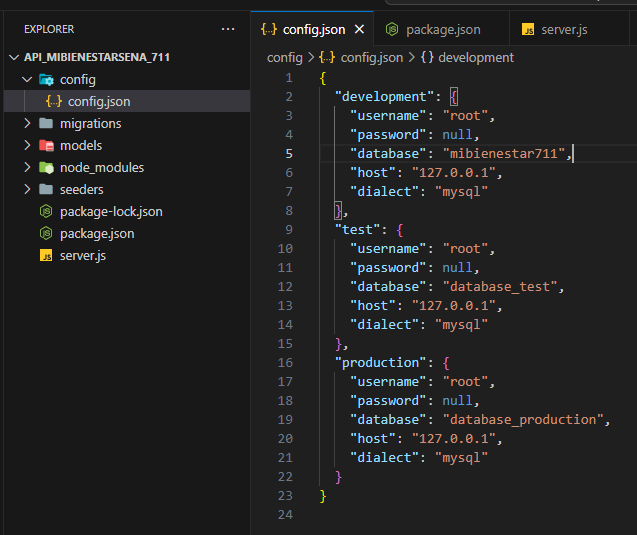 EXPLORER ···
API_MIBIENESTARSENA_711
config
config.json
migrations
models
node_modules
seeders
package-lock.json
package.json
JS server.js
{..} config.json × package.json JS server.js
config > {..} config.json > {} development
1 {
2 "development": {
3 "username": "root",
4 "password": null,
5 "database": "mibienestar711",
6 "host": "127.0.0.1",
7 "dialect": "mysql"
8 },
9 "test": {
10 "username": "root",
11 "password": null,
12 "database": "database_test",
13 "host": "127.0.0.1",
14 "dialect": "mysql"
15 },
16 "production": {
17 "username": "root",
18 "password": null,
19 "database": "database_production",
20 "host": "127.0.0.1",
21 "dialect": "mysql"
22 }
23 }
24